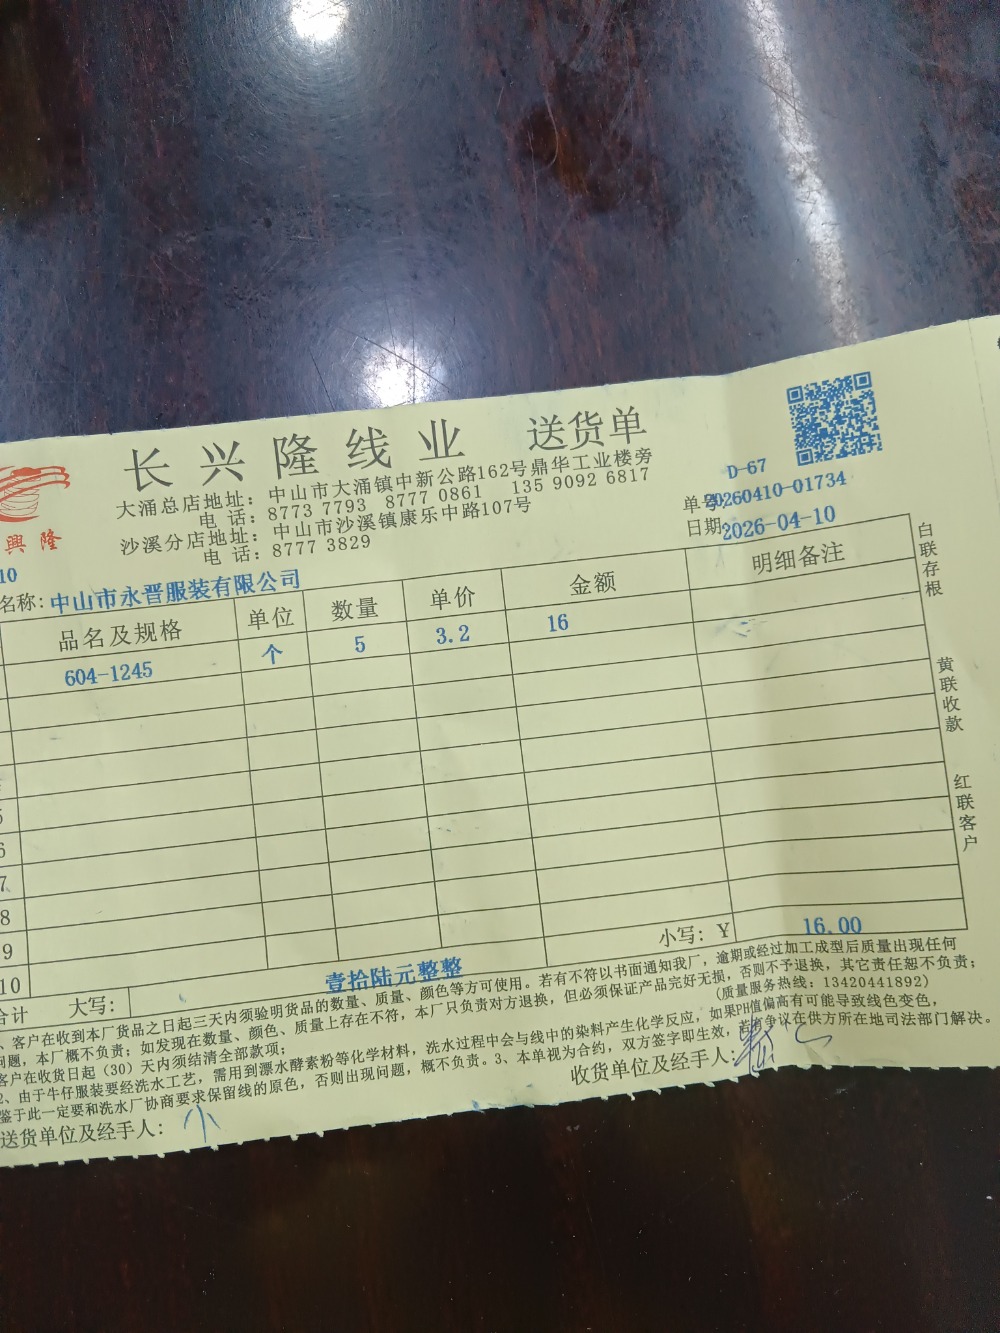 长兴隆线业 送货单
大涌总店地址：中山市大涌镇中新公路162号鼎华工业楼旁
电 话：8773 7793 8777 0861 135 9092 6817
沙溪分店地址：中山市沙溪镇康乐中路107号
电 话：8777 3829
興隆
D-67
单号 20260410-01734
日期 2026-04-10
10
名称：中山市永晋服装有限公司
品名及规格 单位 数量 单价 金额 明细备注
604-1245 个 5 3.2 16
5
6
7
8
9
10
小写：Y 16.00
合计 大写： 壹拾陆元整整
、客户在收到本厂货品之日起三天内须验明货品的数量、质量、颜色等方可使用。若有不符以书面通知我厂，逾期或经过加工成型后质量出现任何
问题，本厂概不负责；如发现在数量、颜色、质量上存在不符，本厂只负责对方退换，但必须保证产品完好无损，否则不予退换，其它责任恕不负责；
客户在收货日起（30）天内须结清全部款项； (质量服务热线：13420441892)
2、由于牛仔服装要经洗水工艺，需用到漂水酵素粉等化学材料，洗水过程中会与线中的染料产生化学反应，如果PH值偏高有可能导致线色变色，
鉴于此一定要和洗水厂协商要求保留线的原色，否则出现问题，概不负责。3、本单视为合约，双方签字即生效，若有争议在供方所在地司法部门解决。
送货单位及经手人： 收货单位及经手人：
白联存根
黄联收款
红联客户